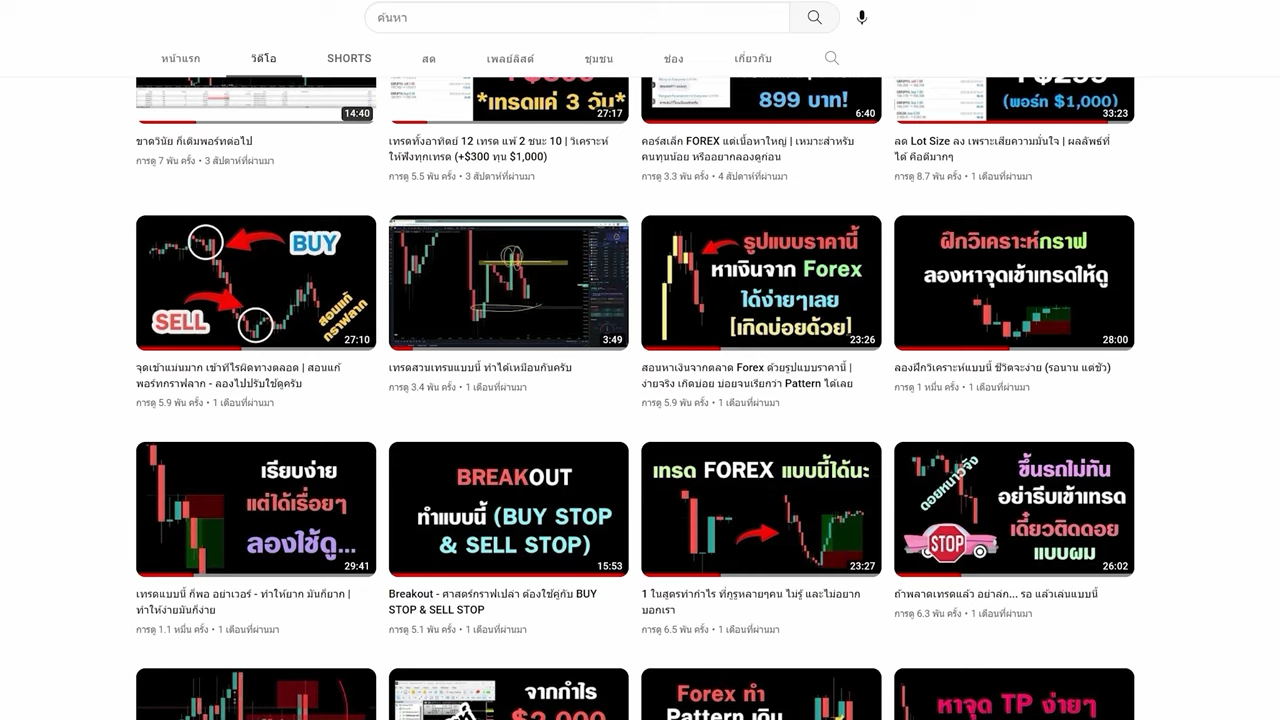 ค้นหา
หน้าแรก
วิดีโอ
SHORTS
สด
เพลย์ลิสต์
ชุมชน
ช่อง
เกี่ยวกับ
14:40
*เทรดแค่ 3 วัน*
27:17
899 บาท!
6:40
(พอร์ท $1,000)
33:23
ขาดวินัย ก็เติมพอร์ทต่อไป
การดู 7 พัน ครั้ง • 3 สัปดาห์ที่ผ่านมา
เทรดทั้งอาทิตย์ 12 เทรด แพ้ 2 ชนะ 10 | วิเคราะห์
ให้ฟังทุกเทรด (+$300 ทุน $1,000)
การดู 5.5 พัน ครั้ง • 3 สัปดาห์ที่ผ่านมา
คอร์สเล็ก FOREX แต่เนื้อหาใหญ่ | เหมาะสำหรับ
คนทุนน้อย หรืออยากลองดูก่อน
การดู 3.3 พัน ครั้ง • 4 สัปดาห์ที่ผ่านมา
ลด Lot Size ลง เพราะเสียความมั่นใจ | ผลลัพธ์ที่
ได้ คือดีมากๆ
การดู 8.7 พัน ครั้ง • 1 เดือนที่ผ่านมา
BUY
SELL
สอนแก้
กราฟลาก
27:10
3:49
รูปแบบราคานี้
หาเงินจาก Forex
ได้ง่ายๆเลย
[เกิดบ่อยด้วย]
23:26
ฝึกวิเคราะห์กราฟ
ลองหาจุดเข้าเทรดให้ดู
28:00
จุดเข้าแม่นมาก เข้าทีไรผิดทางตลอด | สอนแก้
พอร์ทกราฟลาก - ลองไปปรับใช้ดูครับ
การดู 5.9 พัน ครั้ง • 1 เดือนที่ผ่านมา
เทรดสวนเทรนแบบนี้ ทำได้เหมือนกันครับ
การดู 3.4 พัน ครั้ง • 1 เดือนที่ผ่านมา
สอนหาเงินจากตลาด Forex ด้วยรูปแบบราคานี้ |
ง่ายจริง เกิดบ่อย บ่อยจนเรียกว่า Pattern ได้เลย
การดู 5.9 พัน ครั้ง • 1 เดือนที่ผ่านมา
ลองฝึกวิเคราะห์แบบนี้ ชีวิตจะง่าย (รอนาน แต่ชัว)
การดู 1 หมื่น ครั้ง • 1 เดือนที่ผ่านมา
เรียบง่าย
แต่ได้เรื่อยๆ
ลองใช้ดู...
29:41
BREAKOUT
ทำแบบนี้ (BUY STOP
& SELL STOP)
15:53
เทรด FOREX แบบนี้ได้นะ
23:27
ดอยหนาวจัง
STOP
ขึ้นรถไม่ทัน
อย่ารีบเข้าเทรด
เดี๋ยวติดดอย
แบบผม
26:02
เทรดแบบนี้ ก็พอ อย่าเวอร์ - ทำให้ยาก มันก็ยาก |
ทำให้ง่ายมันก็ง่าย
การดู 1.1 หมื่น ครั้ง • 1 เดือนที่ผ่านมา
Breakout - ศาสตร์กราฟเปล่า ต้องใช้คู่กับ BUY
STOP & SELL STOP
การดู 5.1 พัน ครั้ง • 1 เดือนที่ผ่านมา
1 ในสูตรทำกำไร ที่กูรูหลายๆคน ไม่รู้ และไม่อยาก
บอกเรา
การดู 6.5 พัน ครั้ง • 1 เดือนที่ผ่านมา
ถ้าพลาดเทรดแล้ว อย่าล่ก... รอ แล้วเล่นแบบนี้
การดู 6.3 พัน ครั้ง • 1 เดือนที่ผ่านมา
จากกำไร
Forex ทำ
Pattern เดิม
หาจุด TP ง่ายๆ